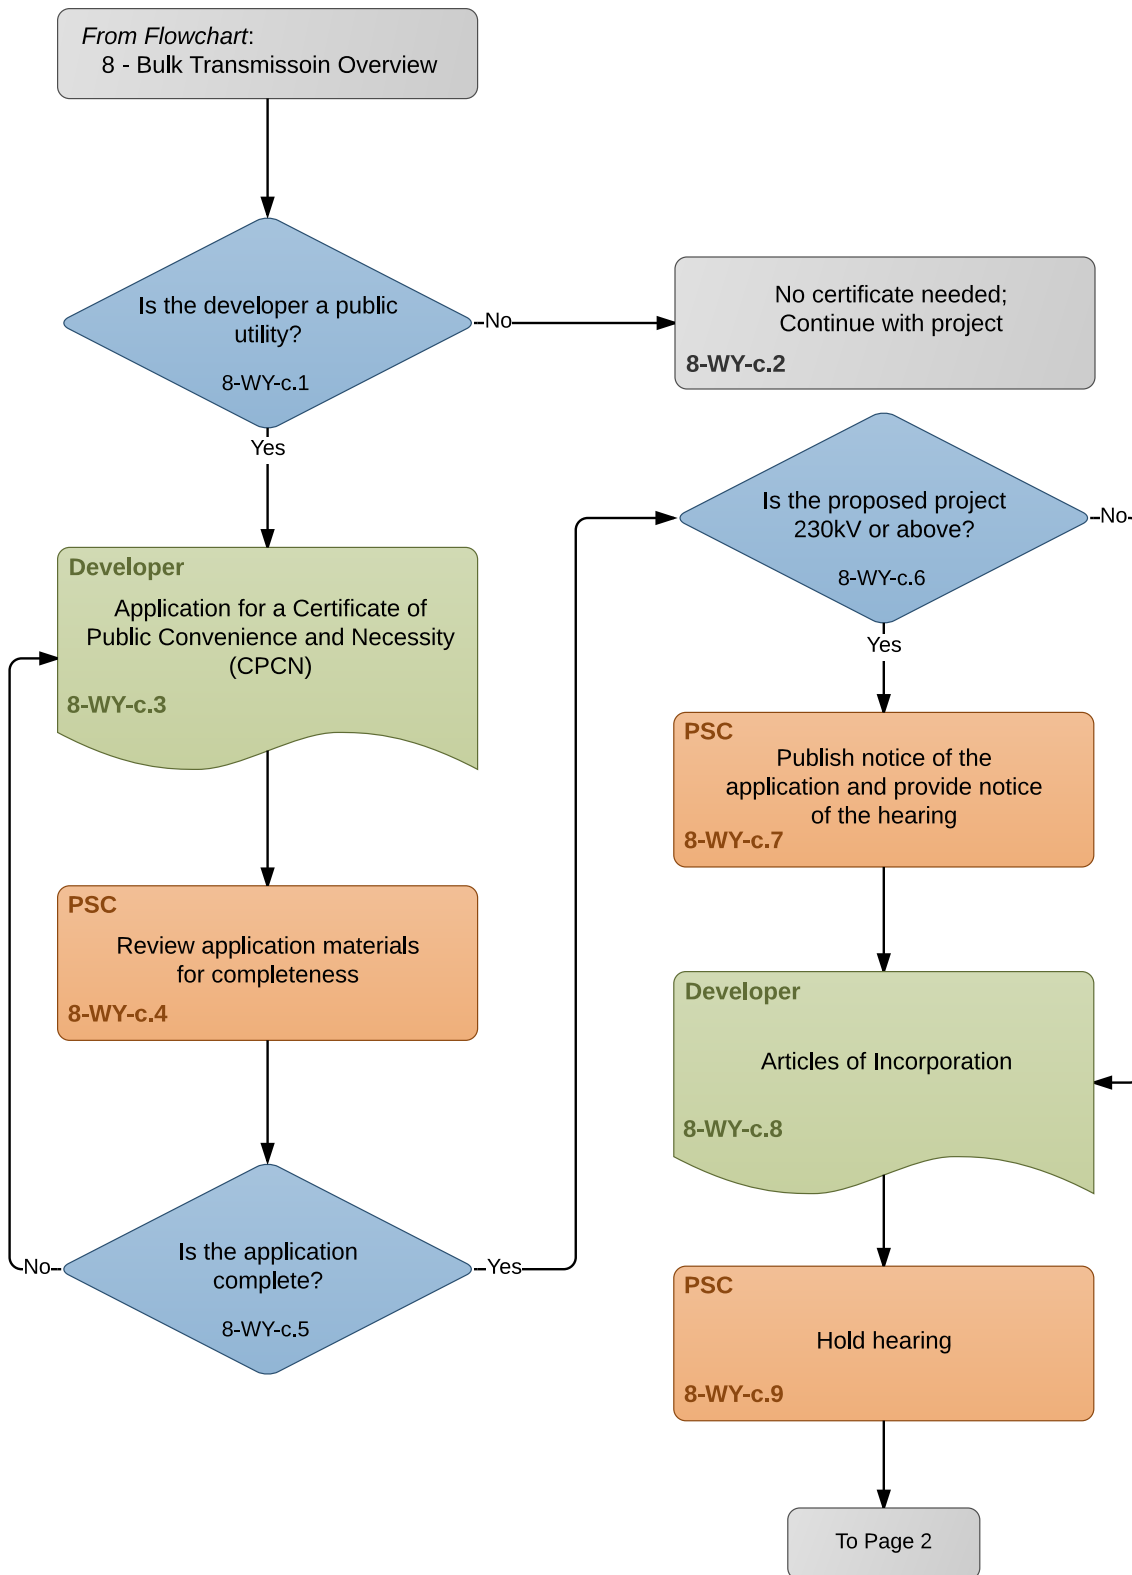 From Flowchart:
8 - Bulk Transmissoin Overview
Is the developer a public
utility?
8-WY-c.1
No
No certificate needed;
Continue with project
8-WY-c.2
Yes
Developer
Application for a Certificate of
Public Convenience and Necessity
(CPCN)
8-WY-c.3
PSC
Review application materials
for completeness
8-WY-c.4
Is the application
complete?
8-WY-c.5
No
Yes
Is the proposed project
230kV or above?
8-WY-c.6
No
Yes
PSC
Publish notice of the
application and provide notice
of the hearing
8-WY-c.7
Developer
Articles of Incorporation
8-WY-c.8
PSC
Hold hearing
8-WY-c.9
To Page 2